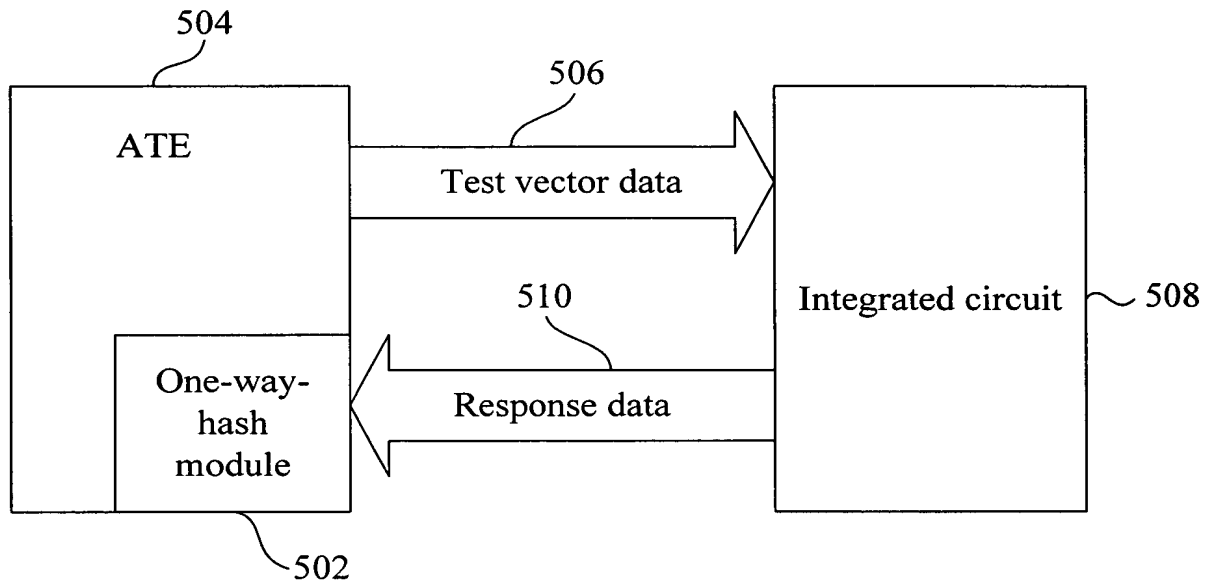 504
506
ATE
Test vector data
510
Integrated circuit
508
One-way-
hash
module
Response data
502